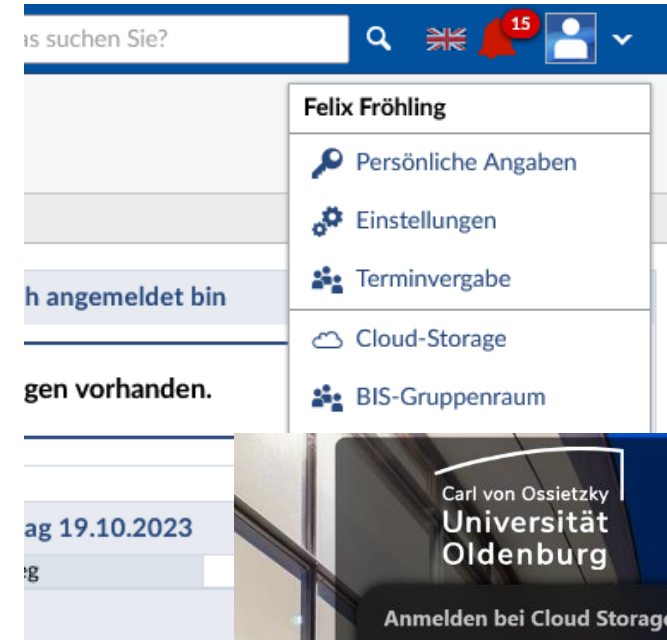 as suchen Sie?
15
Felix Fröhling
Persönliche Angaben
Einstellungen
Terminvergabe
h angemeldet bin
Cloud-Storage
gen vorhanden.
BIS-Gruppenraum
ag 19.10.2023
eg
Carl von Ossietzky
Universität
Oldenburg
Anmelden bei Cloud Storage